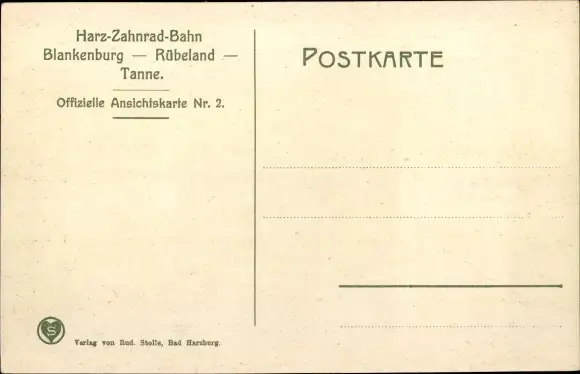 Harz-Zahnrad-Bahn
Blankenburg — Rübeland —
Tanne.
Offizielle Ansichtskarte Nr. 2.
POSTKARTE
S
Verlag von Rud. Stolle, Bad Harzburg.